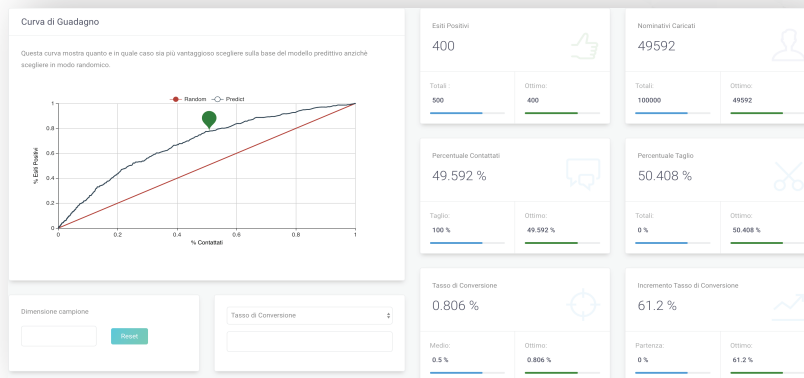 Curva di Guadagno
Questa curva mostra quanto e in quale caso sia più vantaggioso scegliere sulla base del modello predittivo anzichè
scegliere in modo randomico.
Random
Predict
1
0.8
0.6
0.4
0.2
0
0
0.2
0.4
0.6
0.8
1
% Esiti Positivi
% Contattati
Dimensione campione
Reset
Tasso di Conversione
Esiti Positivi
400
Totali :
500
Ottimo:
400
Nominativi Caricati
49592
Totali:
100000
Ottimo:
49592
Percentuale Contattati
49.592 %
Taglio:
100 %
Ottimo:
49.592 %
Percentuale Taglio
50.408 %
Totali:
0 %
Ottimo:
50.408 %
Tasso di Conversione
0.806 %
Medio:
0.5 %
Ottimo:
0.806 %
Incremento Tasso di Conversione
61.2 %
Partenza:
0 %
Ottimo:
61.2 %